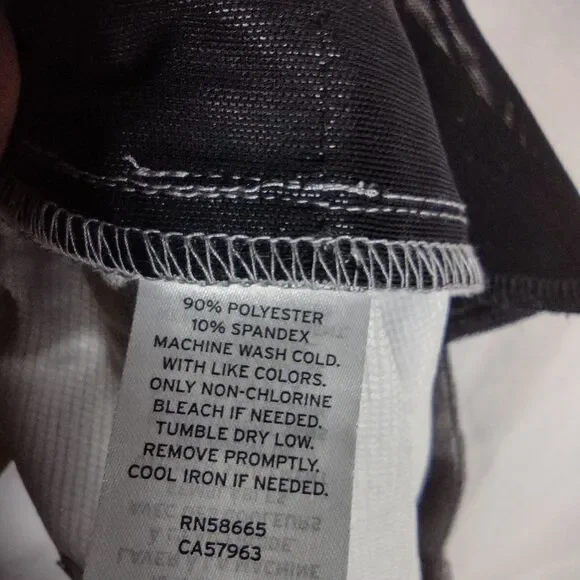 90% POLYESTER
10% SPANDEX
MACHINE WASH COLD.
WITH LIKE COLORS.
ONLY NON-CHLORINE
BLEACH IF NEEDED.
TUMBLE DRY LOW.
REMOVE PROMPTLY.
COOL IRON IF NEEDED.
RN58665
CA57963